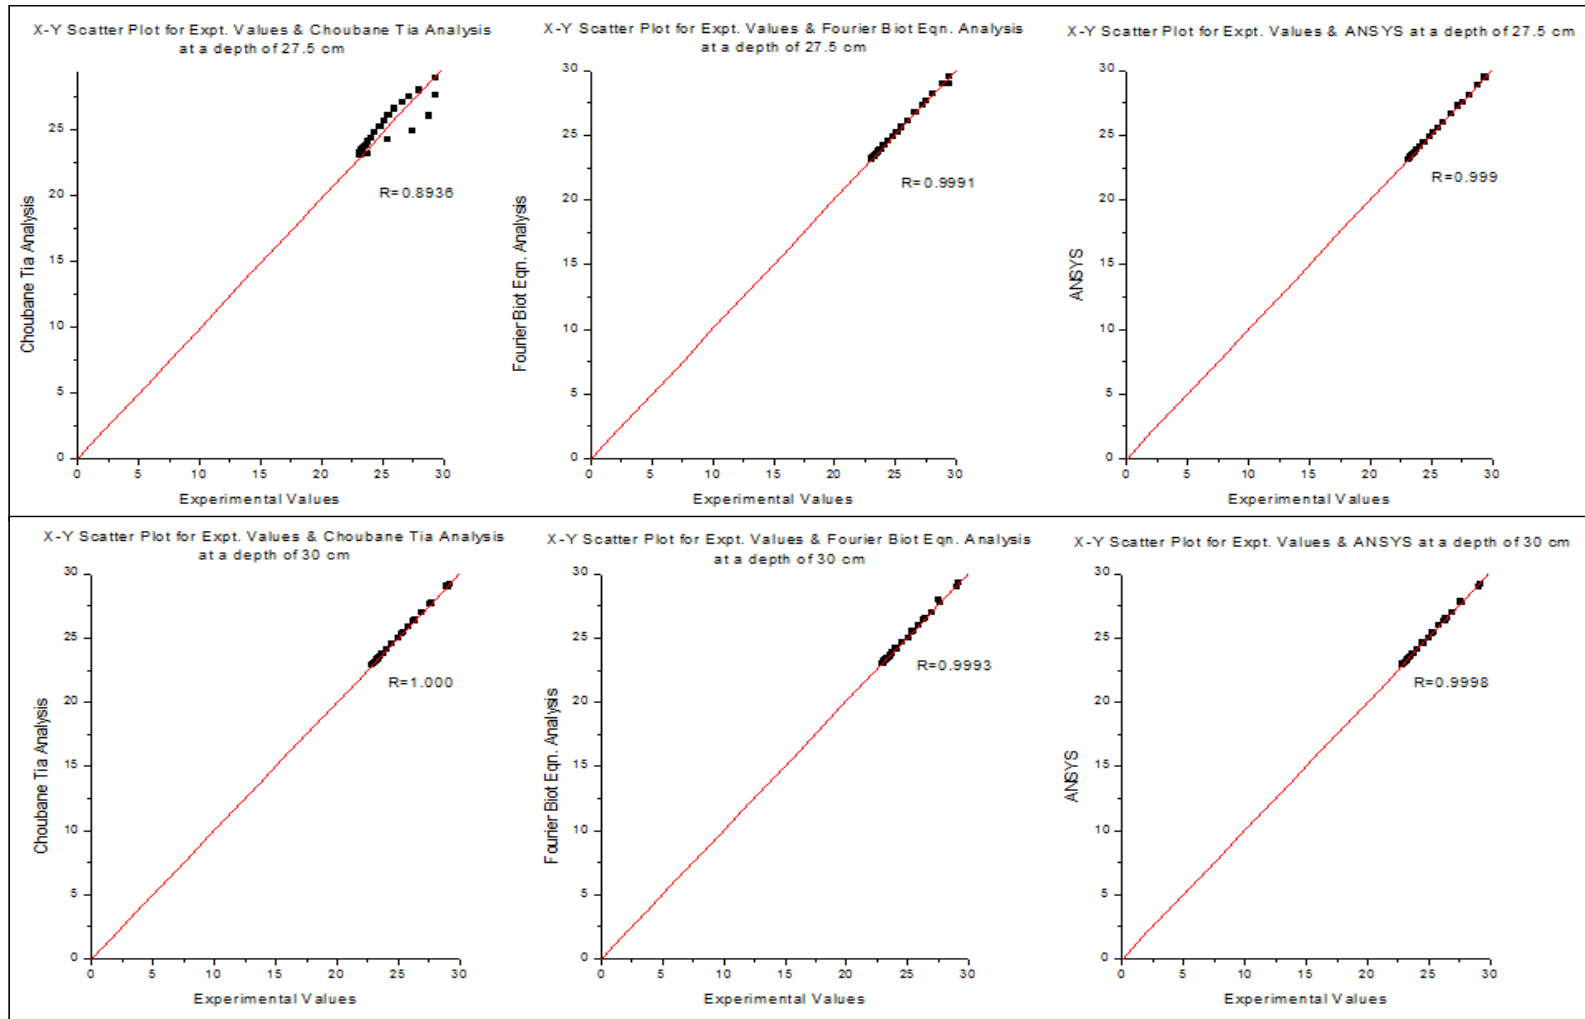 X-Y Scatter Plot for Expt. Values & Choubane Tia Analysis
at a depth of 27.5 cm
25
20
15
10
5
0
0 5 10 15 20 25 30
R=0.8936
Choubane Tia Analysis
Experimental Values
X-Y Scatter Plot for Expt. Values & Fourier Biot Eqn. Analysis
at a depth of 27.5 cm
30
25
20
15
10
5
0
0 5 10 15 20 25 30
R=0.9991
Fourier Biot Eqn. Analysis
Experimental Values
X-Y Scatter Plot for Expt. Values & ANSYS at a depth of 27.5 cm
30
25
20
15
10
5
0
0 5 10 15 20 25 30
R=0.999
ANSYS
Experimental Values
X-Y Scatter Plot for Expt. Values & Choubane Tia Analysis
at a depth of 30 cm
30
25
20
15
10
5
0
0 5 10 15 20 25 30
R=1.000
Choubane Tia Analysis
Experimental Values
X-Y Scatter Plot for Expt. Values & Fourier Biot Eqn. Analysis
at a depth of 30 cm
30
25
20
15
10
5
0
0 5 10 15 20 25 30
R=0.9993
Fourier Biot Eqn. Analysis
Experimental Values
X-Y Scatter Plot for Expt. Values & ANSYS at a depth of 30 cm
30
25
20
15
10
5
0
0 5 10 15 20 25 30
R=0.9998
ANSYS
Experimental Values